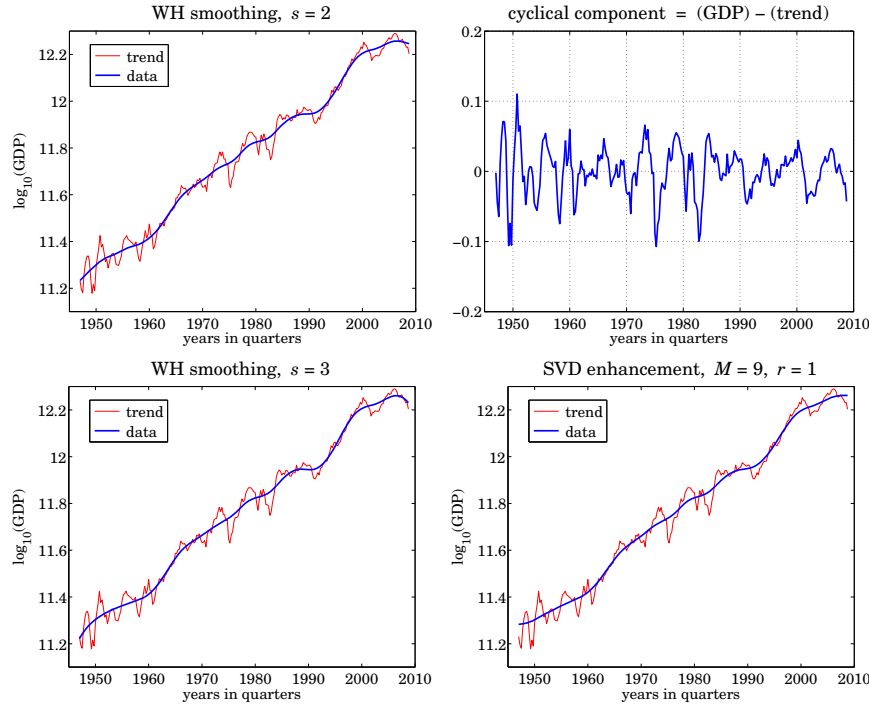 WH smoothing, s = 2
trend
data
12.2
12
11.8
11.6
11.4
11.2
log10(GDP)
1950 1960 1970 1980 1990 2000 2010
years in quarters
cyclical component = (GDP) − (trend)
0.2
0.1
0
−0.1
−0.2
1950 1960 1970 1980 1990 2000 2010
years in quarters
WH smoothing, s = 3
trend
data
12.2
12
11.8
11.6
11.4
11.2
log10(GDP)
1950 1960 1970 1980 1990 2000 2010
years in quarters
SVD enhancement, M = 9, r = 1
trend
data
12.2
12
11.8
11.6
11.4
11.2
log10(GDP)
1950 1960 1970 1980 1990 2000 2010
years in quarters